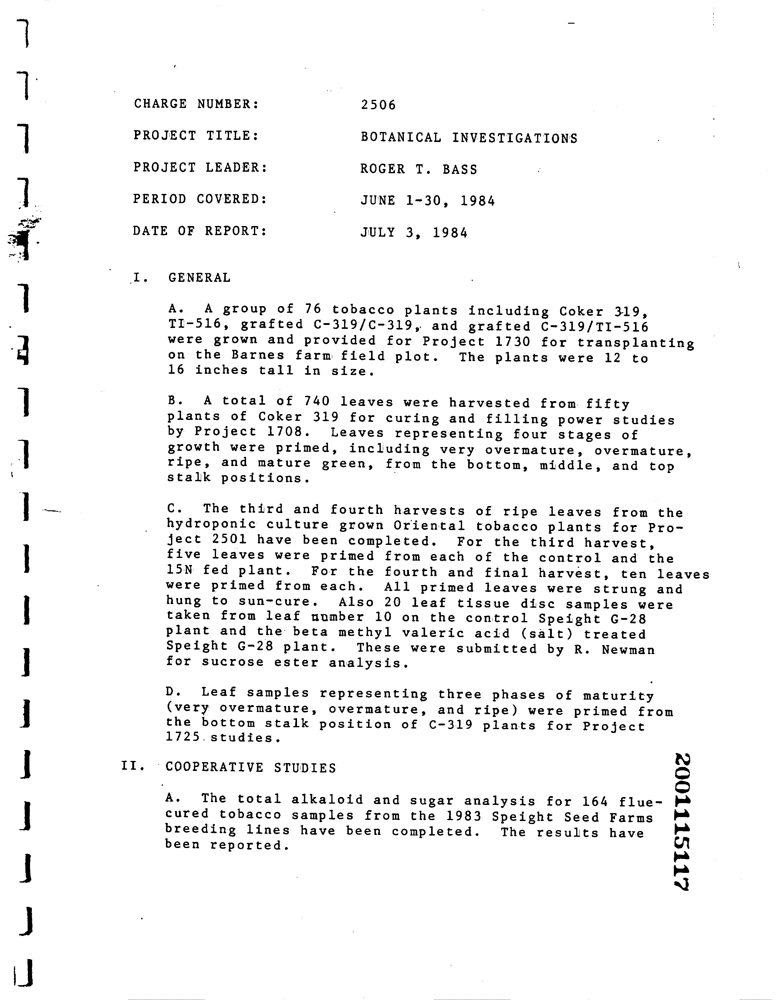 CHARGE NUMBER: 2506
PROJECT TITLE: BOTANICAL INVESTIGATIONS
PROJECT LEADER: ROGER T. BASS
PERIOD COVERED: JUNE 1-30, 1984
DATE OF REPORT: JULY 3, 1984
I. GENERAL
A. A group of 76 tobacco plants including Coker 319,
TI-516, grafted C-319/C-319, and grafted C-319/TI-516
were grown and provided for Project 1730 for transplanting
on the Barnes farm field plot. The plants were 12 to
16 inches tall in size.
B. A total of 740 leaves were harvested from fifty
plants of Coker 319 for curing and filling power studies
by Project 1708. Leaves representing four stages of
growth were primed, including very overmature, overmature,
ripe, and mature green, from the bottom, middle, and top
stalk positions.
C. The third and fourth harvests of ripe leaves from the
hydroponic culture grown Oriental tobacco plants for Pro-
ject 2501 have been completed. For the third harvest,
five leaves were primed from each of the control and the
15N fed plant. For the fourth and final harvest, ten leaves
were primed from each. All primed leaves were strung and
hung to sun-cure. Also 20 leaf tissue disc samples were
taken from leaf number 10 on the control Speight G-28
plant and the beta methyl valeric acid (salt) treated
Speight G-28 plant. These were submitted by R. Newman
for sucrose ester analysis.
D. Leaf samples representing three phases of maturity
(very overmature, overmature, and ripe) were primed from
the bottom stalk position of C-319 plants for Project
1725 studies.
II. COOPERATIVE STUDIES
A. The total alkaloid and sugar analysis for 164 flue-
cured tobacco samples from the 1983 Speight Seed Farms
breeding lines have been completed. The results have
been reported.
2001115117